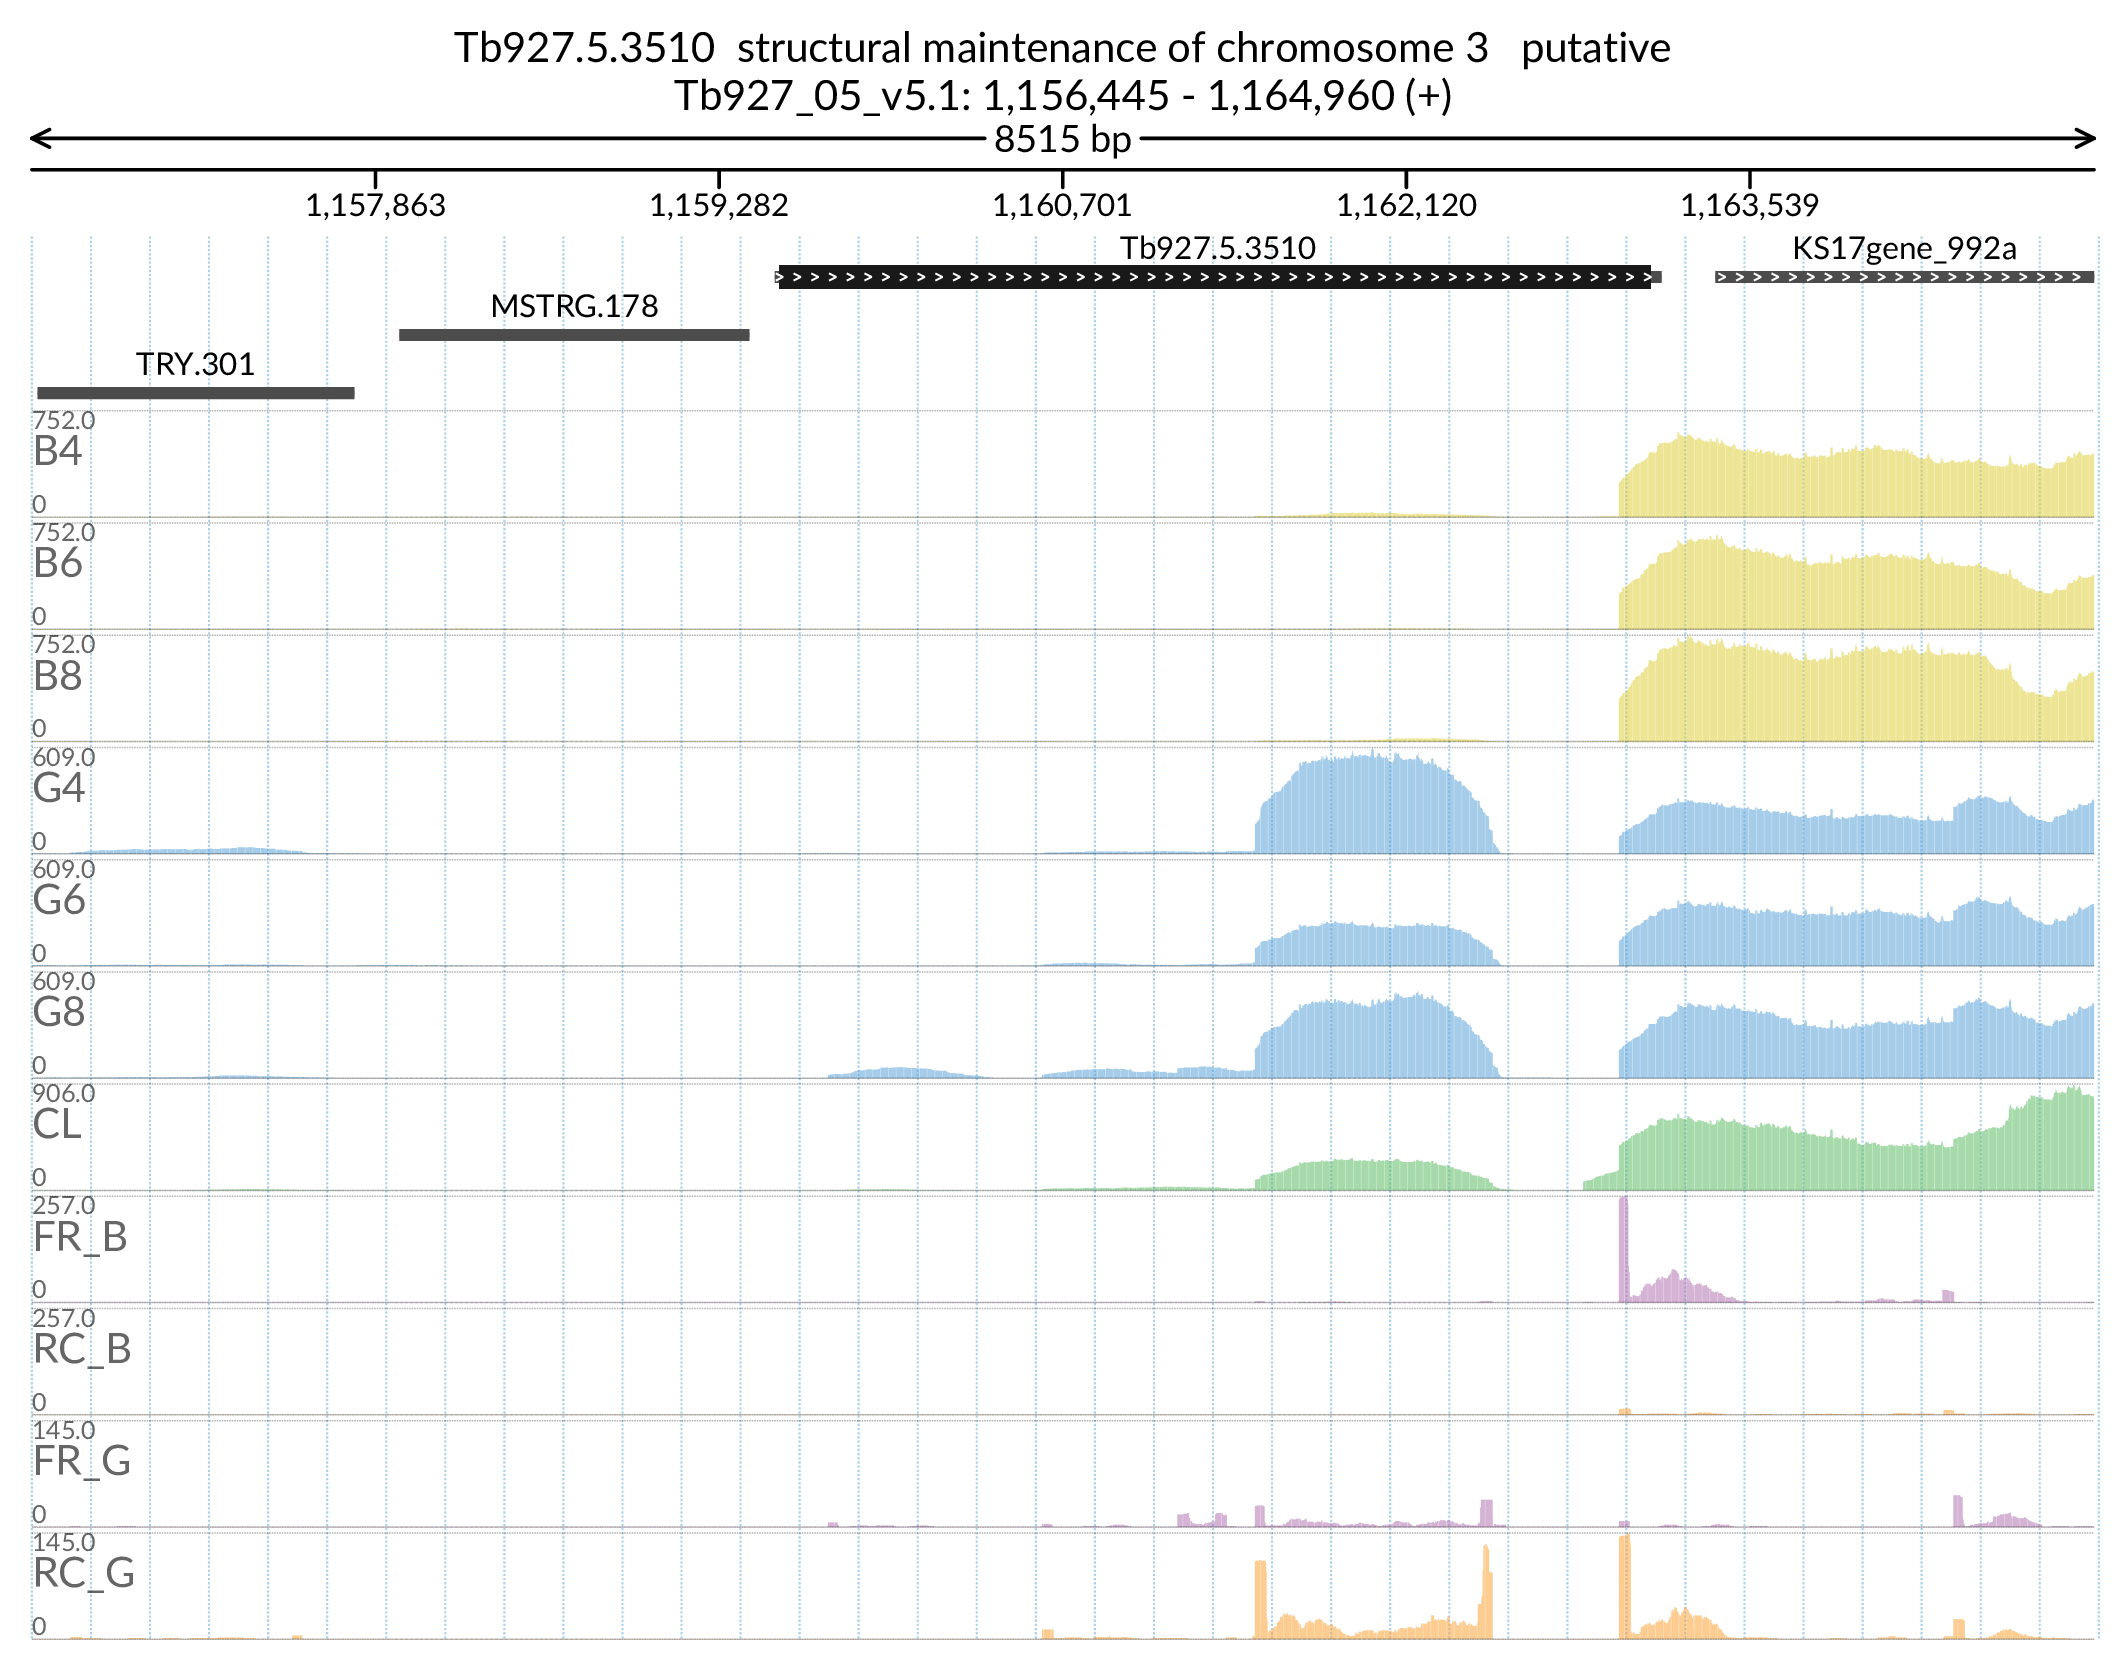 Tb927.5.3510 structural maintenance of chromosome 3 putative
Tb927_05_v5.1: 1,156,445 - 1,164,960 (+)
8515 bp
1,157,863 1,159,282 1,160,701 1,162,120 1,163,539
Tb927.5.3510 KS17gene_992a
MSTRG.178
TRY.301
752.0
B4
0
752.0
B6
0
752.0
B8
0
609.0
G4
0
609.0
G6
0
609.0
G8
0
906.0
CL
0
257.0
FR_B
0
257.0
RC_B
0
145.0
FR_G
0
145.0
RC_G
0